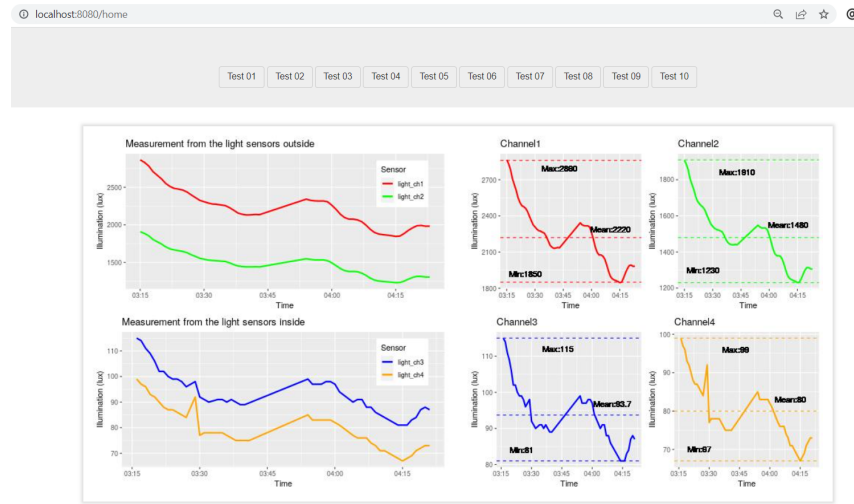 localhost:8080/home
Test 01 Test 02 Test 03 Test 04 Test 05 Test 06 Test 07 Test 08 Test 09 Test 10
Measurement from the light sensors outside
Illumination (lux)
2500
2000
1500
03:15 03:30 03:45 04:00 04:15
Time
Sensor
light_ch1
light_ch2
Channel1
Illumination (lux)
2700
2400
2100
1800
Max:2860
Mean:2220
Min:1850
03:15 03:30 03:45 04:00 04:15
Time
Channel2
Illumination (lux)
1800
1600
1400
1200
Max:1910
Mean:1480
Min:1230
03:15 03:30 03:45 04:00 04:15
Time
Measurement from the light sensors inside
Illumination (lux)
110
100
90
80
70
03:15 03:30 03:45 04:00 04:15
Time
Sensor
light_ch3
light_ch4
Channel3
Illumination (lux)
110
100
90
80
Max:115
Mean:93.7
Min:81
03:15 03:30 03:45 04:00 04:15
Time
Channel4
Illumination (lux)
100
90
80
70
Max:99
Mean:80
Min:67
03:15 03:30 03:45 04:00 04:15
Time